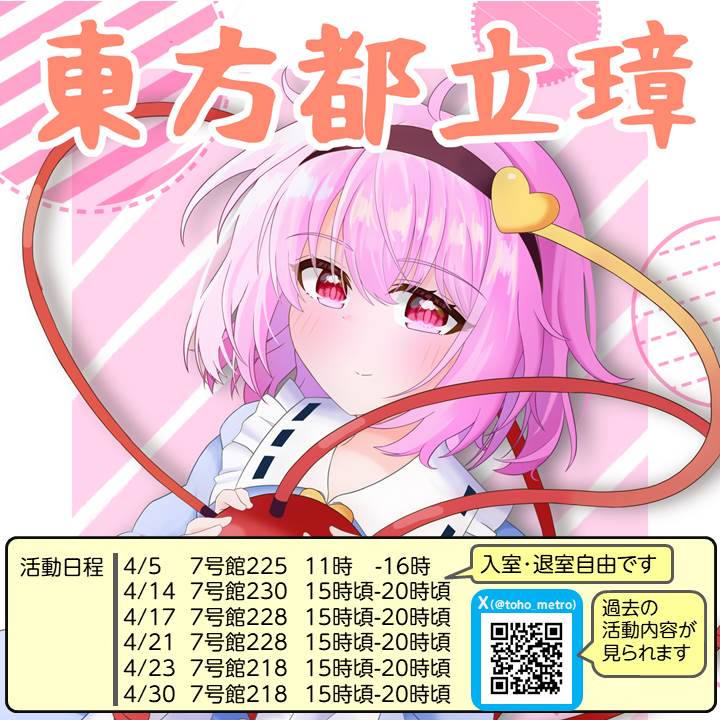 東方都立璋
活動日程
4/5 7号館225 11時 -16時
4/14 7号館230 15時頃-20時頃
4/17 7号館228 15時頃-20時頃
4/21 7号館228 15時頃-20時頃
4/23 7号館218 15時頃-20時頃
4/30 7号館218 15時頃-20時頃
入室・退室自由です
X(@toho_metro)
過去の
活動内容が
見られます